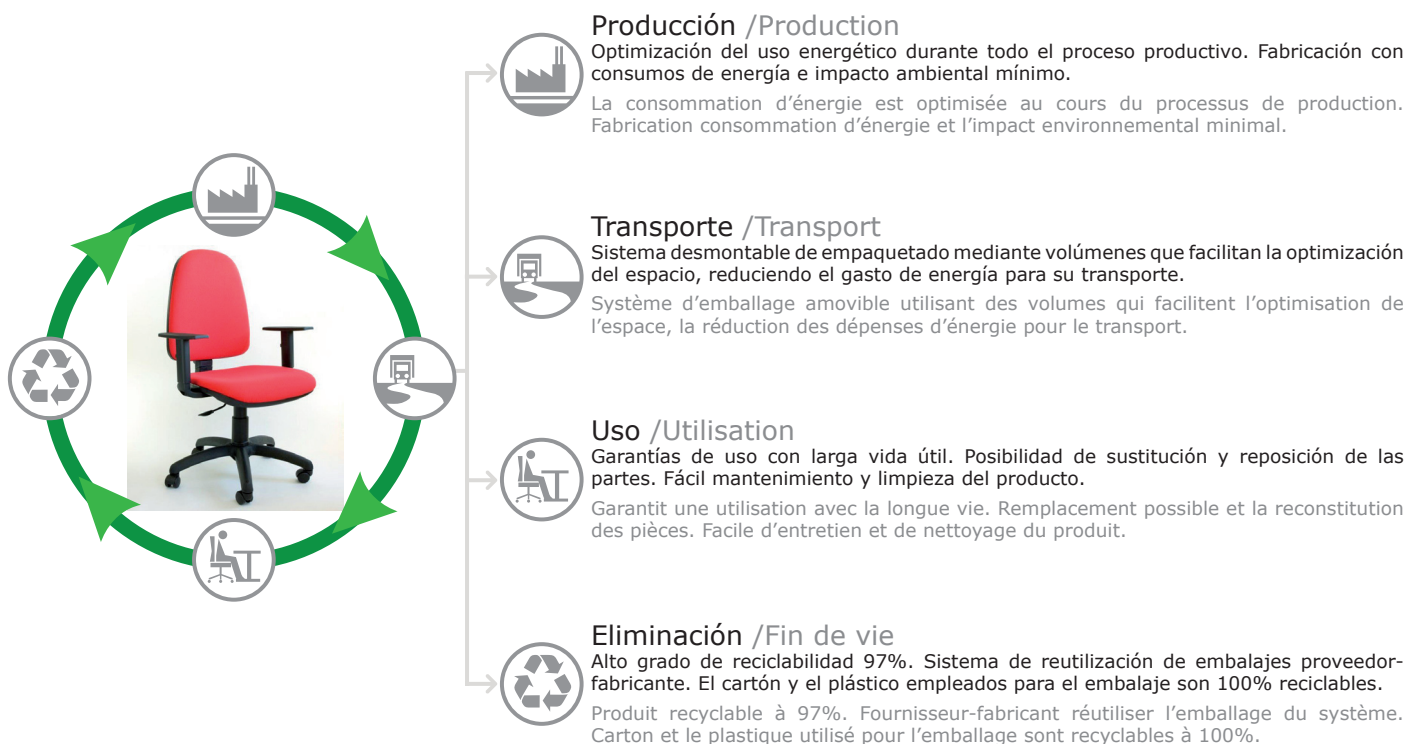 Producción /Production
Optimización del uso energético durante todo el proceso productivo. Fabricación con
consumos de energía e impacto ambiental mínimo.
La consommation d’énergie est optimisée au cours du processus de production.
Fabrication consommation d’énergie et l’impact environnemental minimal.
Transporte /Transport
Sistema desmontable de empaquetado mediante volúmenes que facilitan la optimización
del espacio, reduciendo el gasto de energía para su transporte.
Système d’emballage amovible utilisant des volumes qui facilitent l’optimisation de
l’espace, la réduction des dépenses d’énergie pour le transport.
Uso /Utilisation
Garantías de uso con larga vida útil. Posibilidad de sustitución y reposición de las
partes. Fácil mantenimiento y limpieza del producto.
Garantit une utilisation avec la longue vie. Remplacement possible et la reconstitution
des pièces. Facile d’entretien et de nettoyage du produit.
Eliminación /Fin de vie
Alto grado de reciclabilidad 97%. Sistema de reutilización de embalajes proveedor-
fabricante. El cartón y el plástico empleados para el embalaje son 100% reciclables.
Produit recyclable à 97%. Fournisseur-fabricant réutiliser l’emballage du système.
Carton et le plastique utilisé pour l’emballage sont recyclables à 100%.